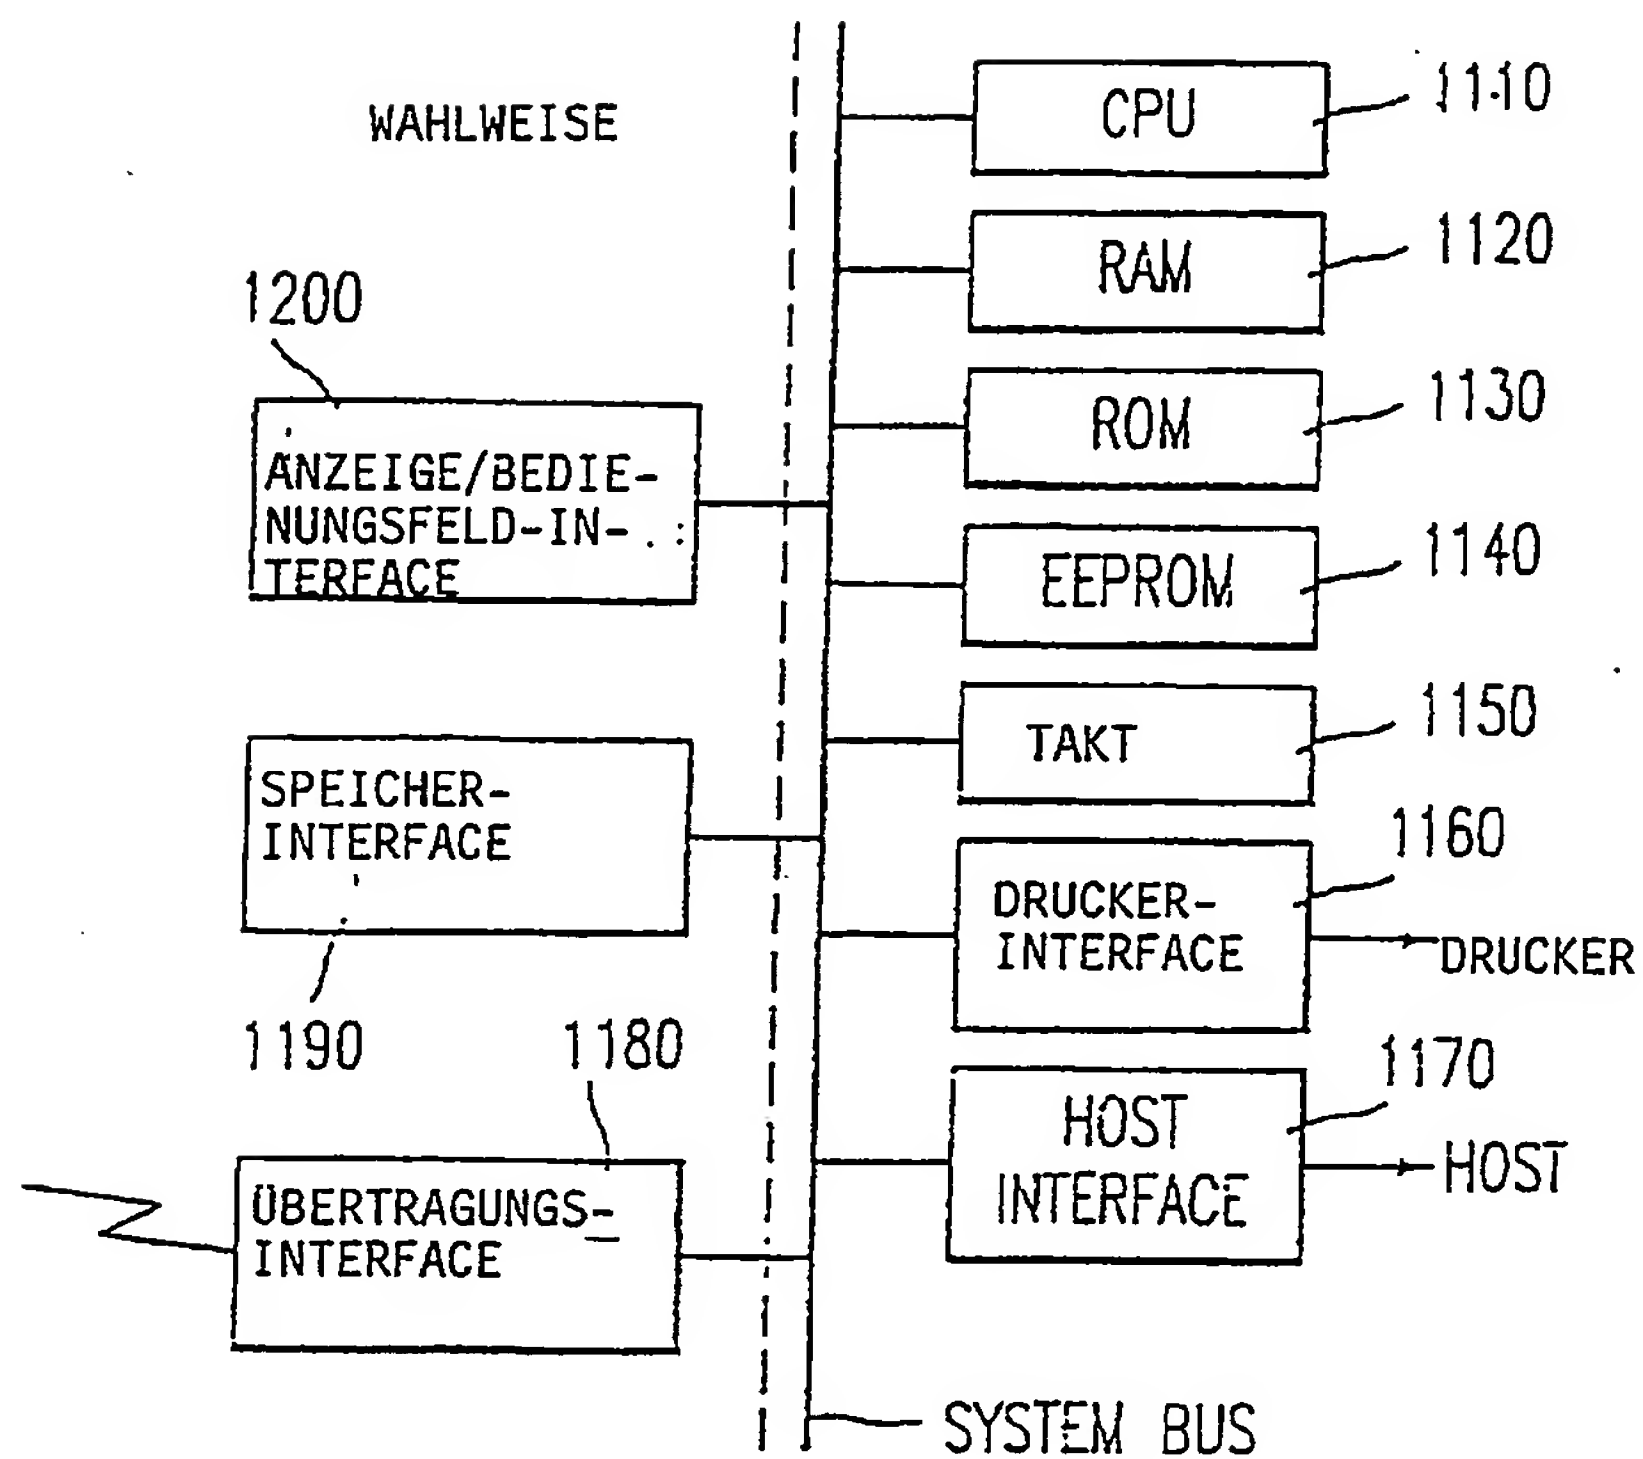 WAHLWEISE
1200
ANZEIGE/BEDIE-
NUNGSFELD-IN-
TERFACE
SPEICHER-
INTERFACE
1190
1180
ÜBERTRAGUNGS-
INTERFACE
CPU
1110
RAM
1120
ROM
1130
EEPROM
1140
TAKT
1150
1160
DRUCKER-
INTERFACE
DRUCKER
1170
HOST
INTERFACE
HOST
SYSTEM BUS